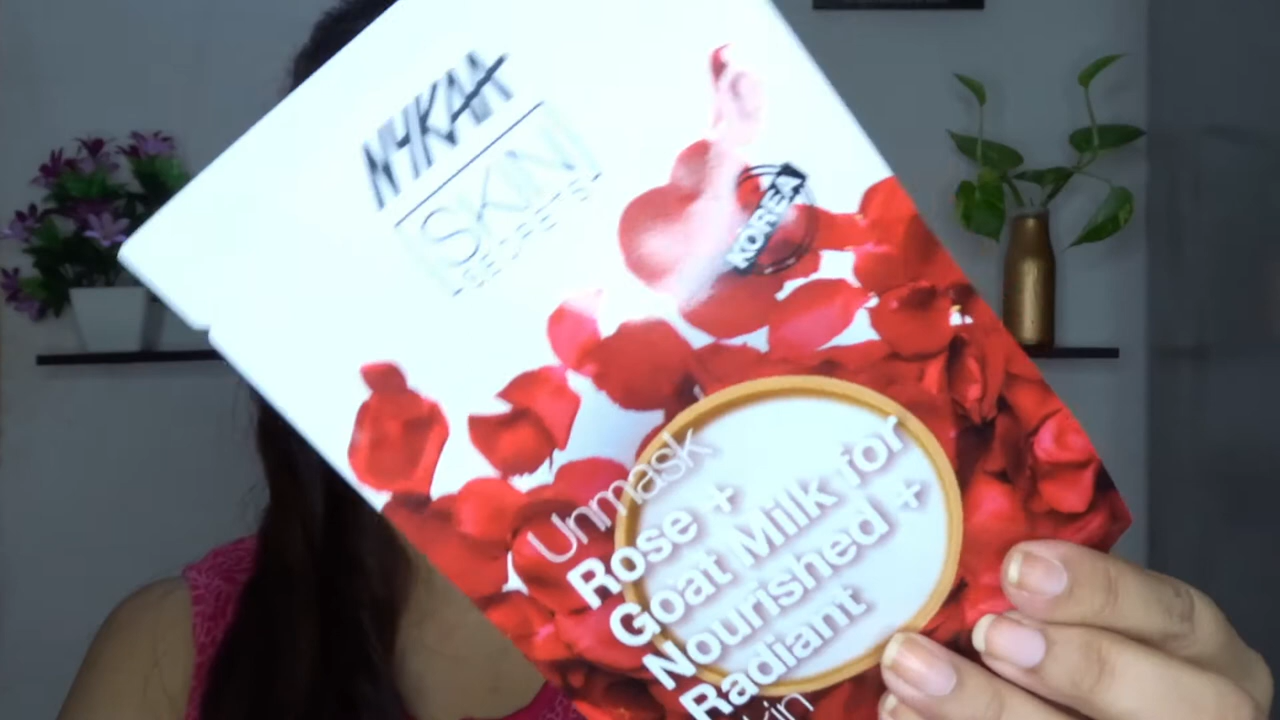 NYKAA
SKIN
SECRETS
KOREA
Unmask
Rose +
Goat Milk for
Nourished +
Radiant